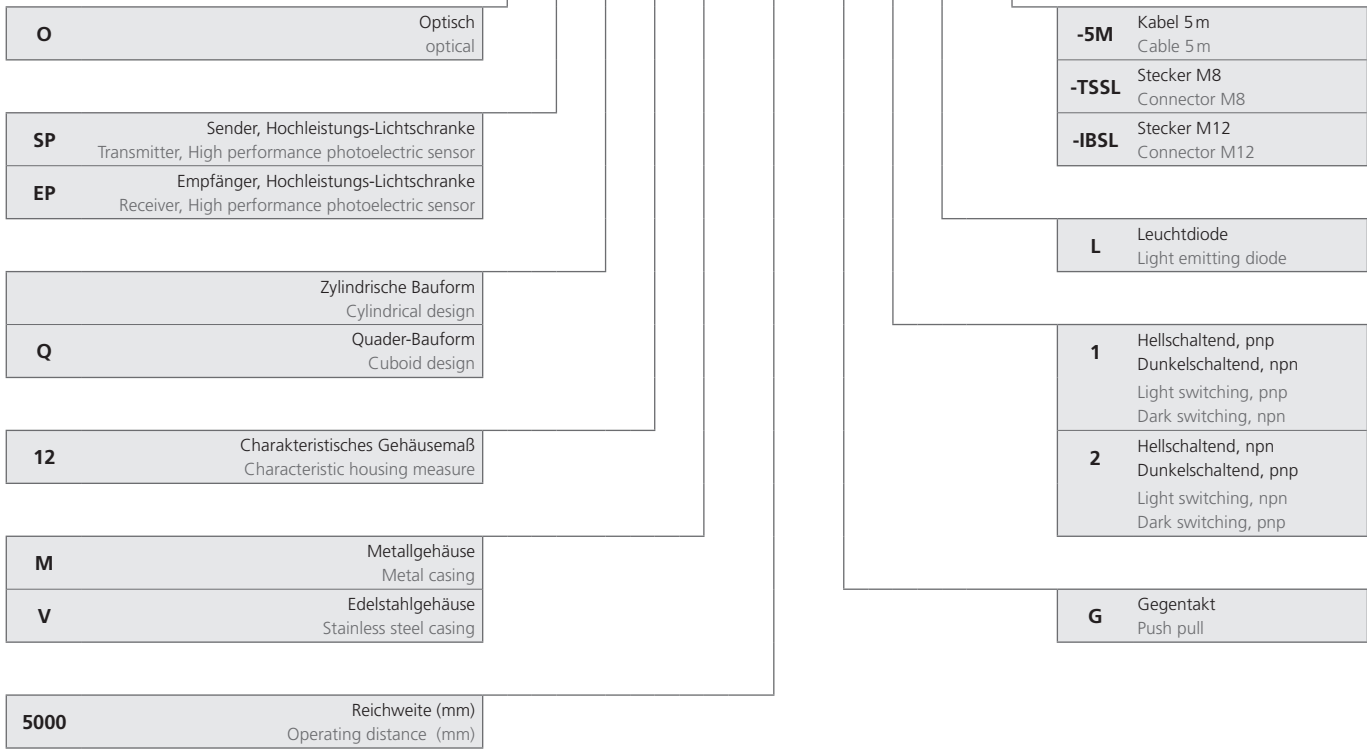 O
Optisch
optical
SP
Sender, Hochleistungs-Lichtschranke
Transmitter, High performance photoelectric sensor
EP
Empfänger, Hochleistungs-Lichtschranke
Receiver, High performance photoelectric sensor
Zylindrische Bauform
Cylindrical design
Q
Quader-Bauform
Cuboid design
12
Charakteristisches Gehäusemaß
Characteristic housing measure
M
Metallgehäuse
Metal casing
V
Edelstahlgehäuse
Stainless steel casing
5000
Reichweite (mm)
Operating distance (mm)
-5M
Kabel 5 m
Cable 5 m
-TSSL
Stecker M8
Connector M8
-IBSL
Stecker M12
Connector M12
L
Leuchtdiode
Light emitting diode
1
Hellschaltend, pnp
Dunkelschaltend, npn
Light switching, pnp
Dark switching, npn
2
Hellschaltend, npn
Dunkelschaltend, pnp
Light switching, npn
Dark switching, pnp
G
Gegentakt
Push pull